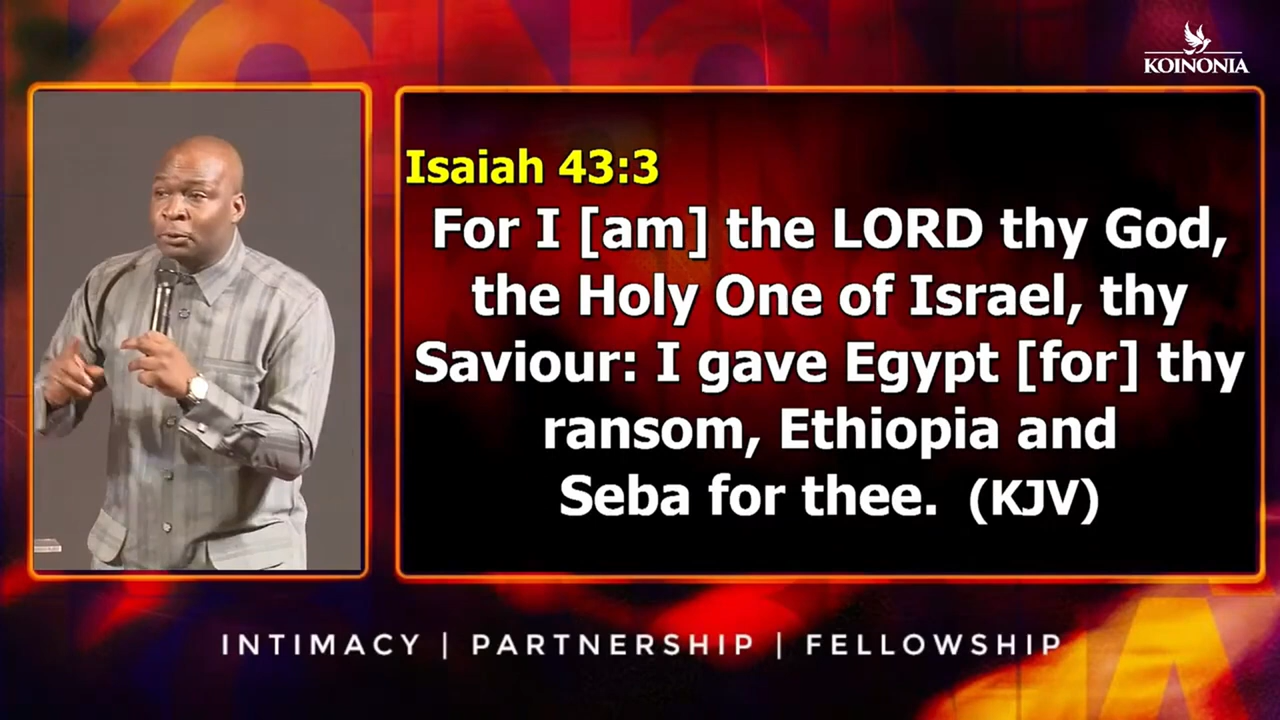 KOINONIA
Isaiah 43:3
For I [am] the LORD thy God,
the Holy One of Israel, thy
Saviour: I gave Egypt [for] thy
ransom, Ethiopia and
Seba for thee. (KJV)
INTIMACY | PARTNERSHIP | FELLOWSHIP